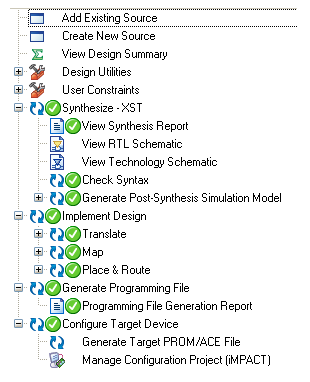 Add Existing Source
Create New Source
View Design Summary
Design Utilities
User Constraints
Synthesize - XST
View Synthesis Report
View RTL Schematic
View Technology Schematic
Check Syntax
Generate Post-Synthesis Simulation Model
Implement Design
Translate
Map
Place & Route
Generate Programming File
Programming File Generation Report
Configure Target Device
Generate Target PROM/ACE File
Manage Configuration Project (iMPACT)